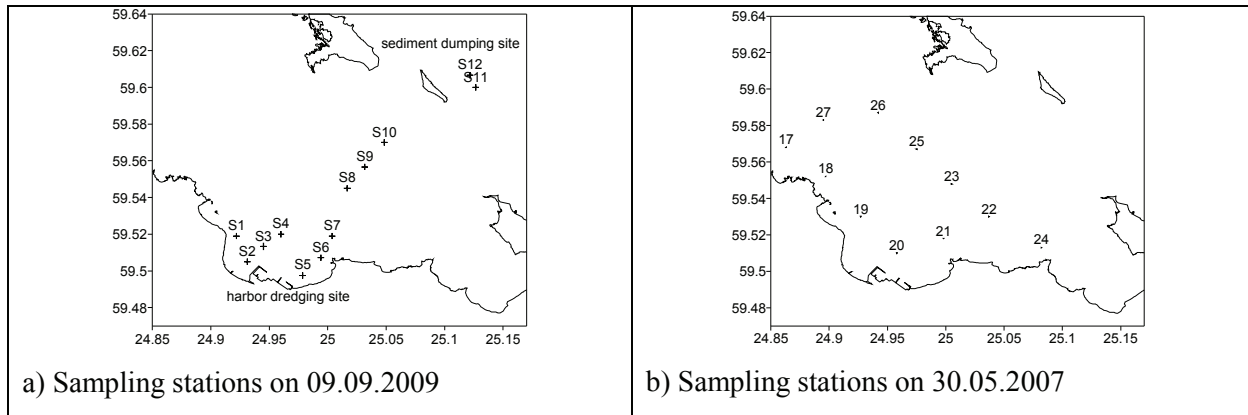 59.64
59.62
59.6
59.58
59.56
59.54
59.52
59.5
59.48
24.85 24.9 24.95 25 25.05 25.1 25.15
sediment dumping site
S12
S11
S10
S9
S8
S7
S6
S5
S4
S3
S2
S1
harbor dredging site
a) Sampling stations on 09.09.2009
59.64
59.62
59.6
59.58
59.56
59.54
59.52
59.5
59.48
24.85 24.9 24.95 25 25.05 25.1 25.15
26
27
17
25
18
23
19
22
21
24
20
b) Sampling stations on 30.05.2007